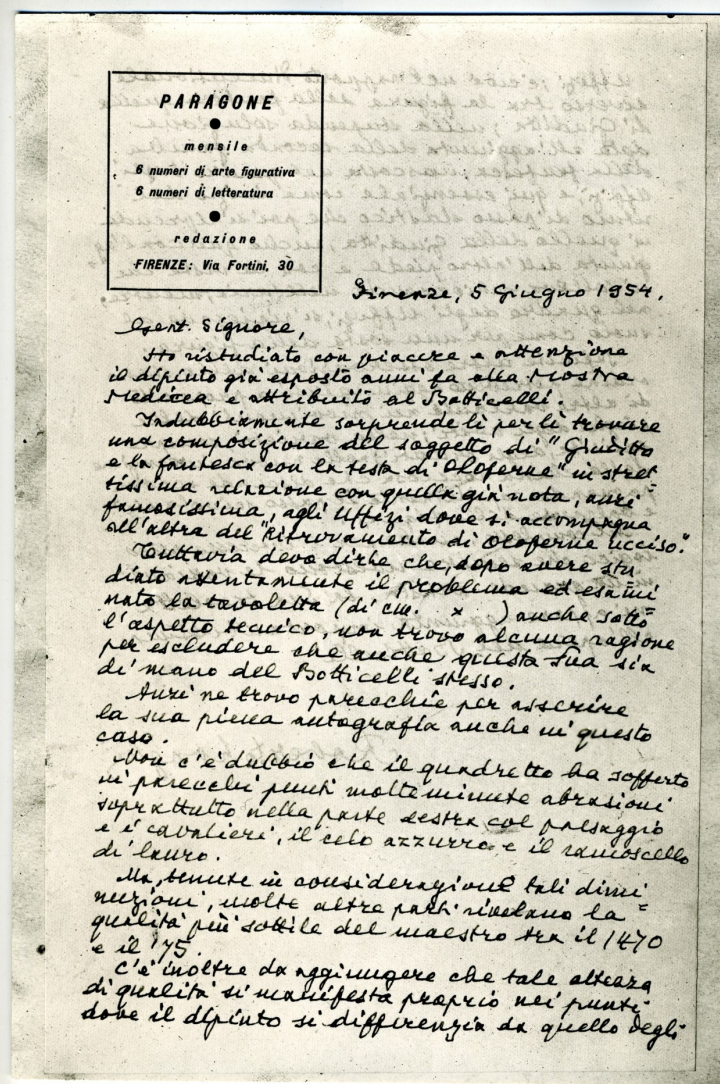 PARAGONE
mensile
6 numeri di arte figurativa
6 numeri di letteratura
redazione
FIRENZE: Via Fortini, 30
Firenze, 5 Giugno 1954.
Gent. Signore,
Ho ristudiato con piacere e attenzione
il dipinto già esposto anni fa alla Mostra
Medicea e attribuito al Botticelli.
Indubbiamente sorprende lì per lì trovare
una composizione del soggetto di "Giuditta
e la fantesca con la testa di Oloferne" in stret=
tissima relazione con quella già nota, anzi
famosissima, agli Uffizi dove si accompagna
all'altra del "Ritrovamento di Oloferne ucciso."
Tuttavia devo dirle che, dopo avere stu
diato attentamente il problema ed esami
nato la tavoletta (di cm. x ) anche sotto
l'aspetto tecnico, non trovo alcuna ragione
per escludere che anche questa Sua sia
di mano del Botticelli stesso.
Anzi ne trovo parecchie per asserire
la sua piena autografia anche in questo
caso.
Non c'è dubbio che il quadretto ha sofferto
in parecchi punti molte minute abrasioni
soprattutto nella parte destra col paesaggio
e i cavalieri, il celo azzurro e il ramoscello
di lauro.
Ma, tenute in considerazione tali dimi
nuzioni, molte altre parti rivelano la
qualità più sottile del maestro tra il 1470
e il '75.
C'è inoltre da aggiungere che tale altezza
di qualità si manifesta proprio nei punti
dove il dipinto si differenzia da quello degli